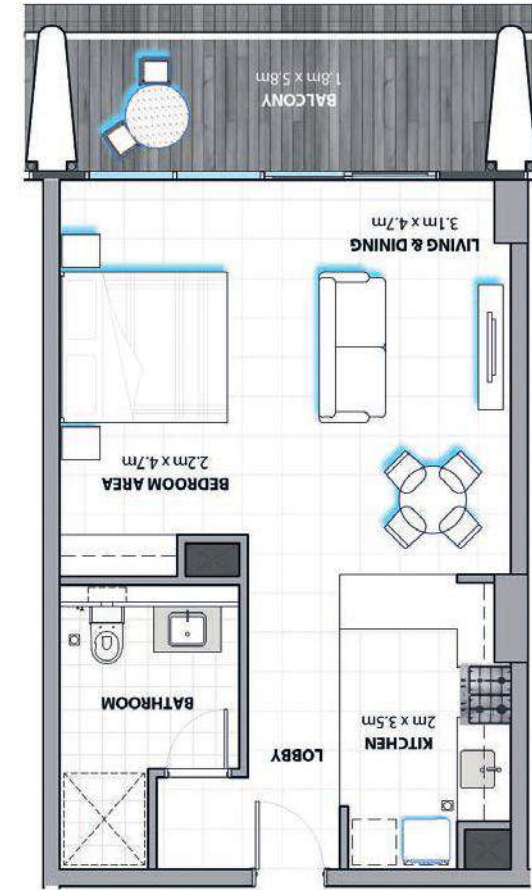 KITCHEN
2m x 3.5m
LOBBY
BATHROOM
BEDROOM AREA
2.2m x 4.7m
LIVING & DINING
3.1m x 4.7m
BALCONY
1.8m x 5.8m